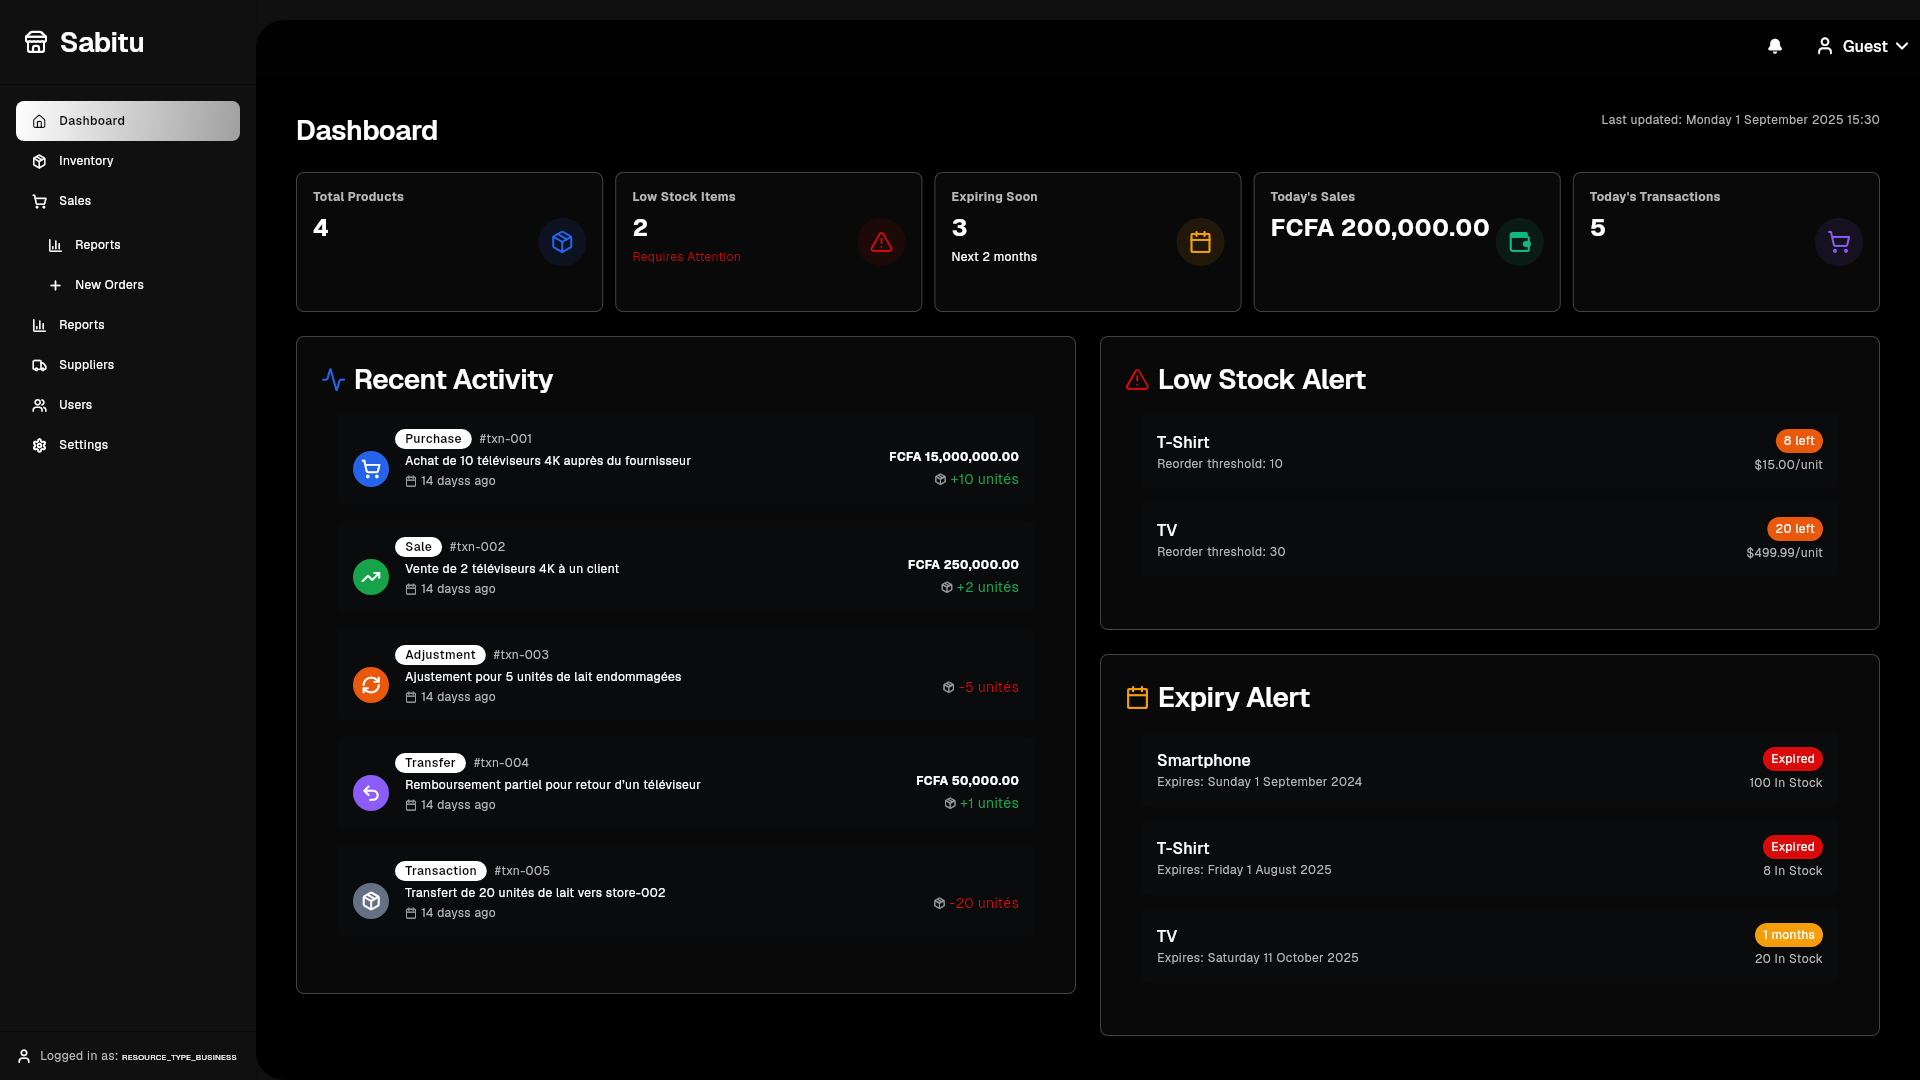 Sabitu
Guest
Dashboard
Inventory
Sales
Reports
New Orders
Reports
Suppliers
Users
Settings
Logged in as: RESOURCE_TYPE_BUSINESS
Dashboard
Last updated: Monday 1 September 2025 15:30
Total Products
4
Low Stock Items
2
Requires Attention
Expiring Soon
3
Next 2 months
Today's Sales
FCFA 200,000.00
Today's Transactions
5
Recent Activity
Purchase #txn-001
Achat de 10 téléviseurs 4K auprès du fournisseur
14 dayss ago
FCFA 15,000,000.00
+10 unités
Sale #txn-002
Vente de 2 téléviseurs 4K à un client
14 dayss ago
FCFA 250,000.00
+2 unités
Adjustment #txn-003
Ajustement pour 5 unités de lait endommagées
14 dayss ago
-5 unités
Transfer #txn-004
Remboursement partiel pour retour d'un téléviseur
14 dayss ago
FCFA 50,000.00
+1 unités
Transaction #txn-005
Transfert de 20 unités de lait vers store-002
14 dayss ago
-20 unités
Low Stock Alert
T-Shirt
Reorder threshold: 10
8 left
$15.00/unit
TV
Reorder threshold: 30
20 left
$499.99/unit
Expiry Alert
Smartphone
Expires: Sunday 1 September 2024
Expired
100 In Stock
T-Shirt
Expires: Friday 1 August 2025
Expired
8 In Stock
TV
Expires: Saturday 11 October 2025
1 months
20 In Stock